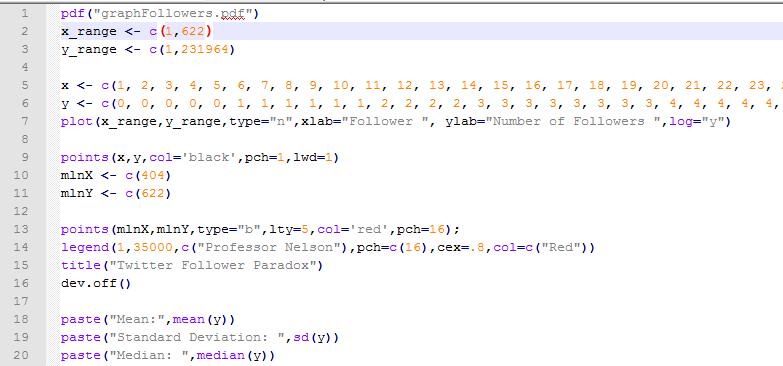 1 pdf("graphFollowers.pdf")
2 x_range <- c(1,622)
3 y_range <- c(1,231964)
4
5 x <- c(1, 2, 3, 4, 5, 6, 7, 8, 9, 10, 11, 12, 13, 14, 15, 16, 17, 18, 19, 20, 21, 22, 23,
6 y <- c(0, 0, 0, 0, 0, 1, 1, 1, 1, 1, 1, 2, 2, 2, 2, 3, 3, 3, 3, 3, 3, 3, 3, 4, 4, 4, 4, 4,
7 plot(x_range,y_range,type="n",xlab="Follower ", ylab="Number of Followers ",log="y")
8
9 points(x,y,col='black',pch=1,lwd=1)
10 mlnX <- c(404)
11 mlnY <- c(622)
12
13 points(mlnX,mlnY,type="b",lty=5,col='red',pch=16);
14 legend(1,35000,c("Professor Nelson"),pch=c(16),cex=.8,col=c("Red"))
15 title("Twitter Follower Paradox")
16 dev.off()
17
18 paste("Mean:",mean(y))
19 paste("Standard Deviation: ",sd(y))
20 paste("Median: ",median(y))